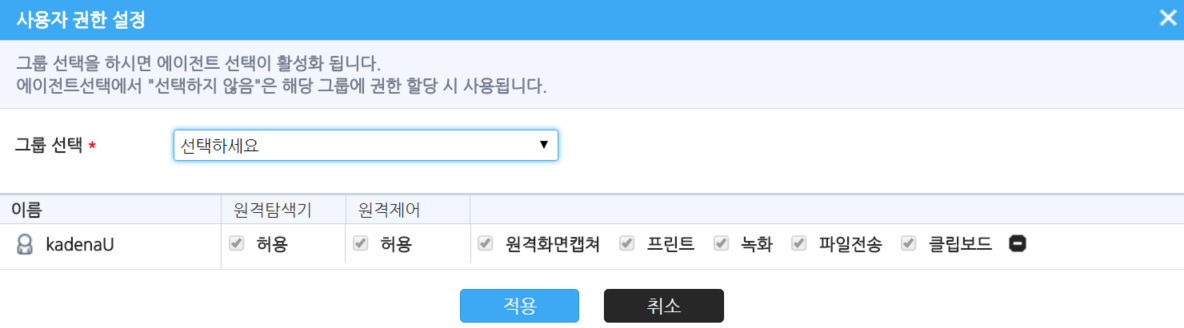 사용자 권한 설정
그룹 선택을 하시면 에이전트 선택이 활성화 됩니다.
에이전트선택에서 "선택하지 않음"은 해당 그룹에 권한 할당 시 사용됩니다.
그룹 선택 * 선택하세요
이름 원격탐색기 원격제어
kadenaU 허용 허용 원격화면캡쳐 프린트 녹화 파일전송 클립보드
적용 취소